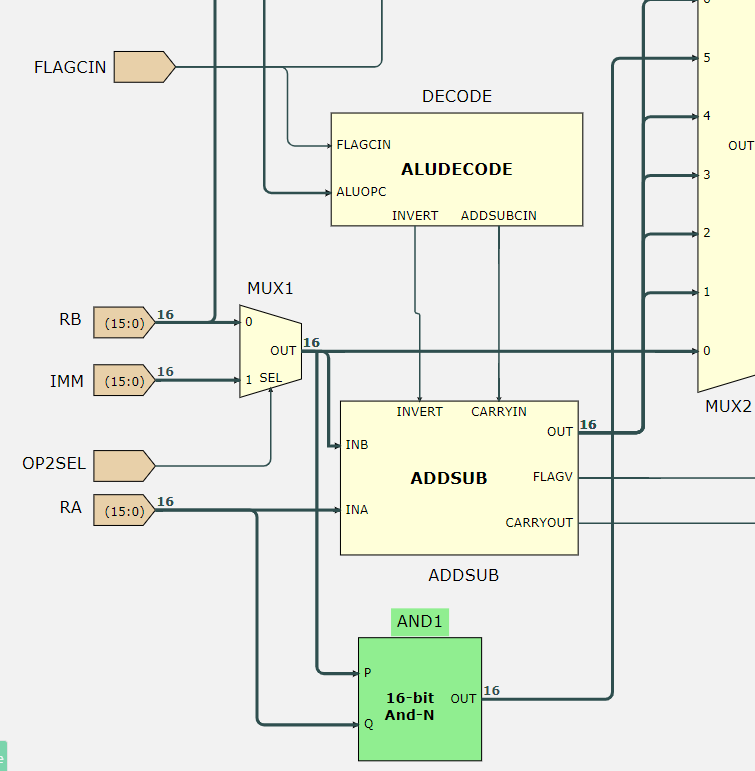 6
5
FLAGCIN
DECODE
4
FLAGCIN
OUT
ALUDECODE
3
ALUOPC
INVERT ADDSUBCIN
2
MUX1
1
RB (15:0) 16
0
OUT 16
0
IMM (15:0) 16
1 SEL
MUX2
INVERT CARRYIN
OUT 16
INB
OP2SEL
ADDSUB
FLAGV
RA (15:0) 16
INA
CARRYOUT
ADDSUB
AND1
P
16-bit
And-N
OUT 16
Q
e